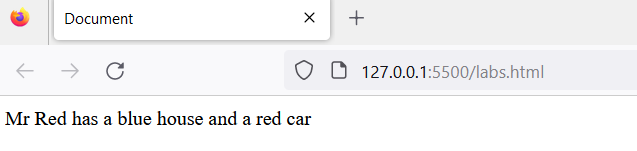 Document
127.0.0.1:5500/labs.html
Mr Red has a blue house and a red car